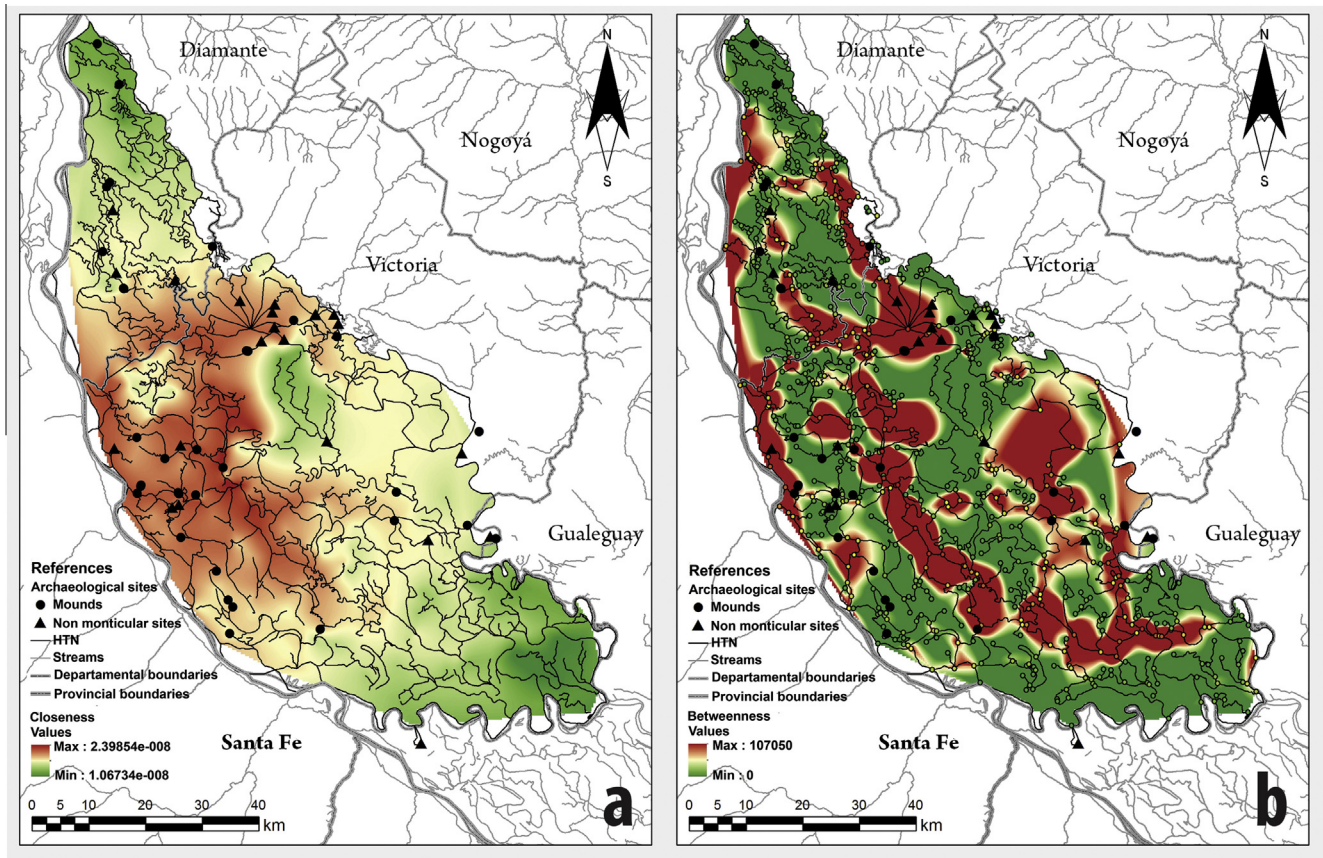 Diamante
N
S
Nogoyá
Victoria
Gualeguay
References
Archaeological sites
Mounds
Non monticular sites
HTN
Streams
Departamental boundaries
Provincial boundaries
Closeness
Values
Max : 2.39854e-008
Min : 1.06734e-008
Santa Fe
0 5 10 20 30 40
km
a
Diamante
N
S
Nogoyá
Victoria
Gualeguay
References
Archaeological sites
Mounds
Non monticular sites
HTN
Streams
Departamental boundaries
Provincial boundaries
Betweenness
Values
Max : 107050
Min : 0
Santa Fe
0 5 10 20 30 40
km
b